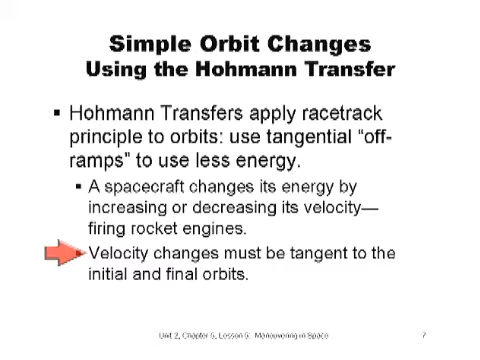 Simple Orbit Changes
Using the Hohmann Transfer
▪ Hohmann Transfers apply racetrack
principle to orbits: use tangential “off-
ramps” to use less energy.
▪ A spacecraft changes its energy by
increasing or decreasing its velocity—
firing rocket engines.
▪ Velocity changes must be tangent to the
initial and final orbits.
Unit 2, Chapter 5, Lesson 5: Maneuvering in Space 7